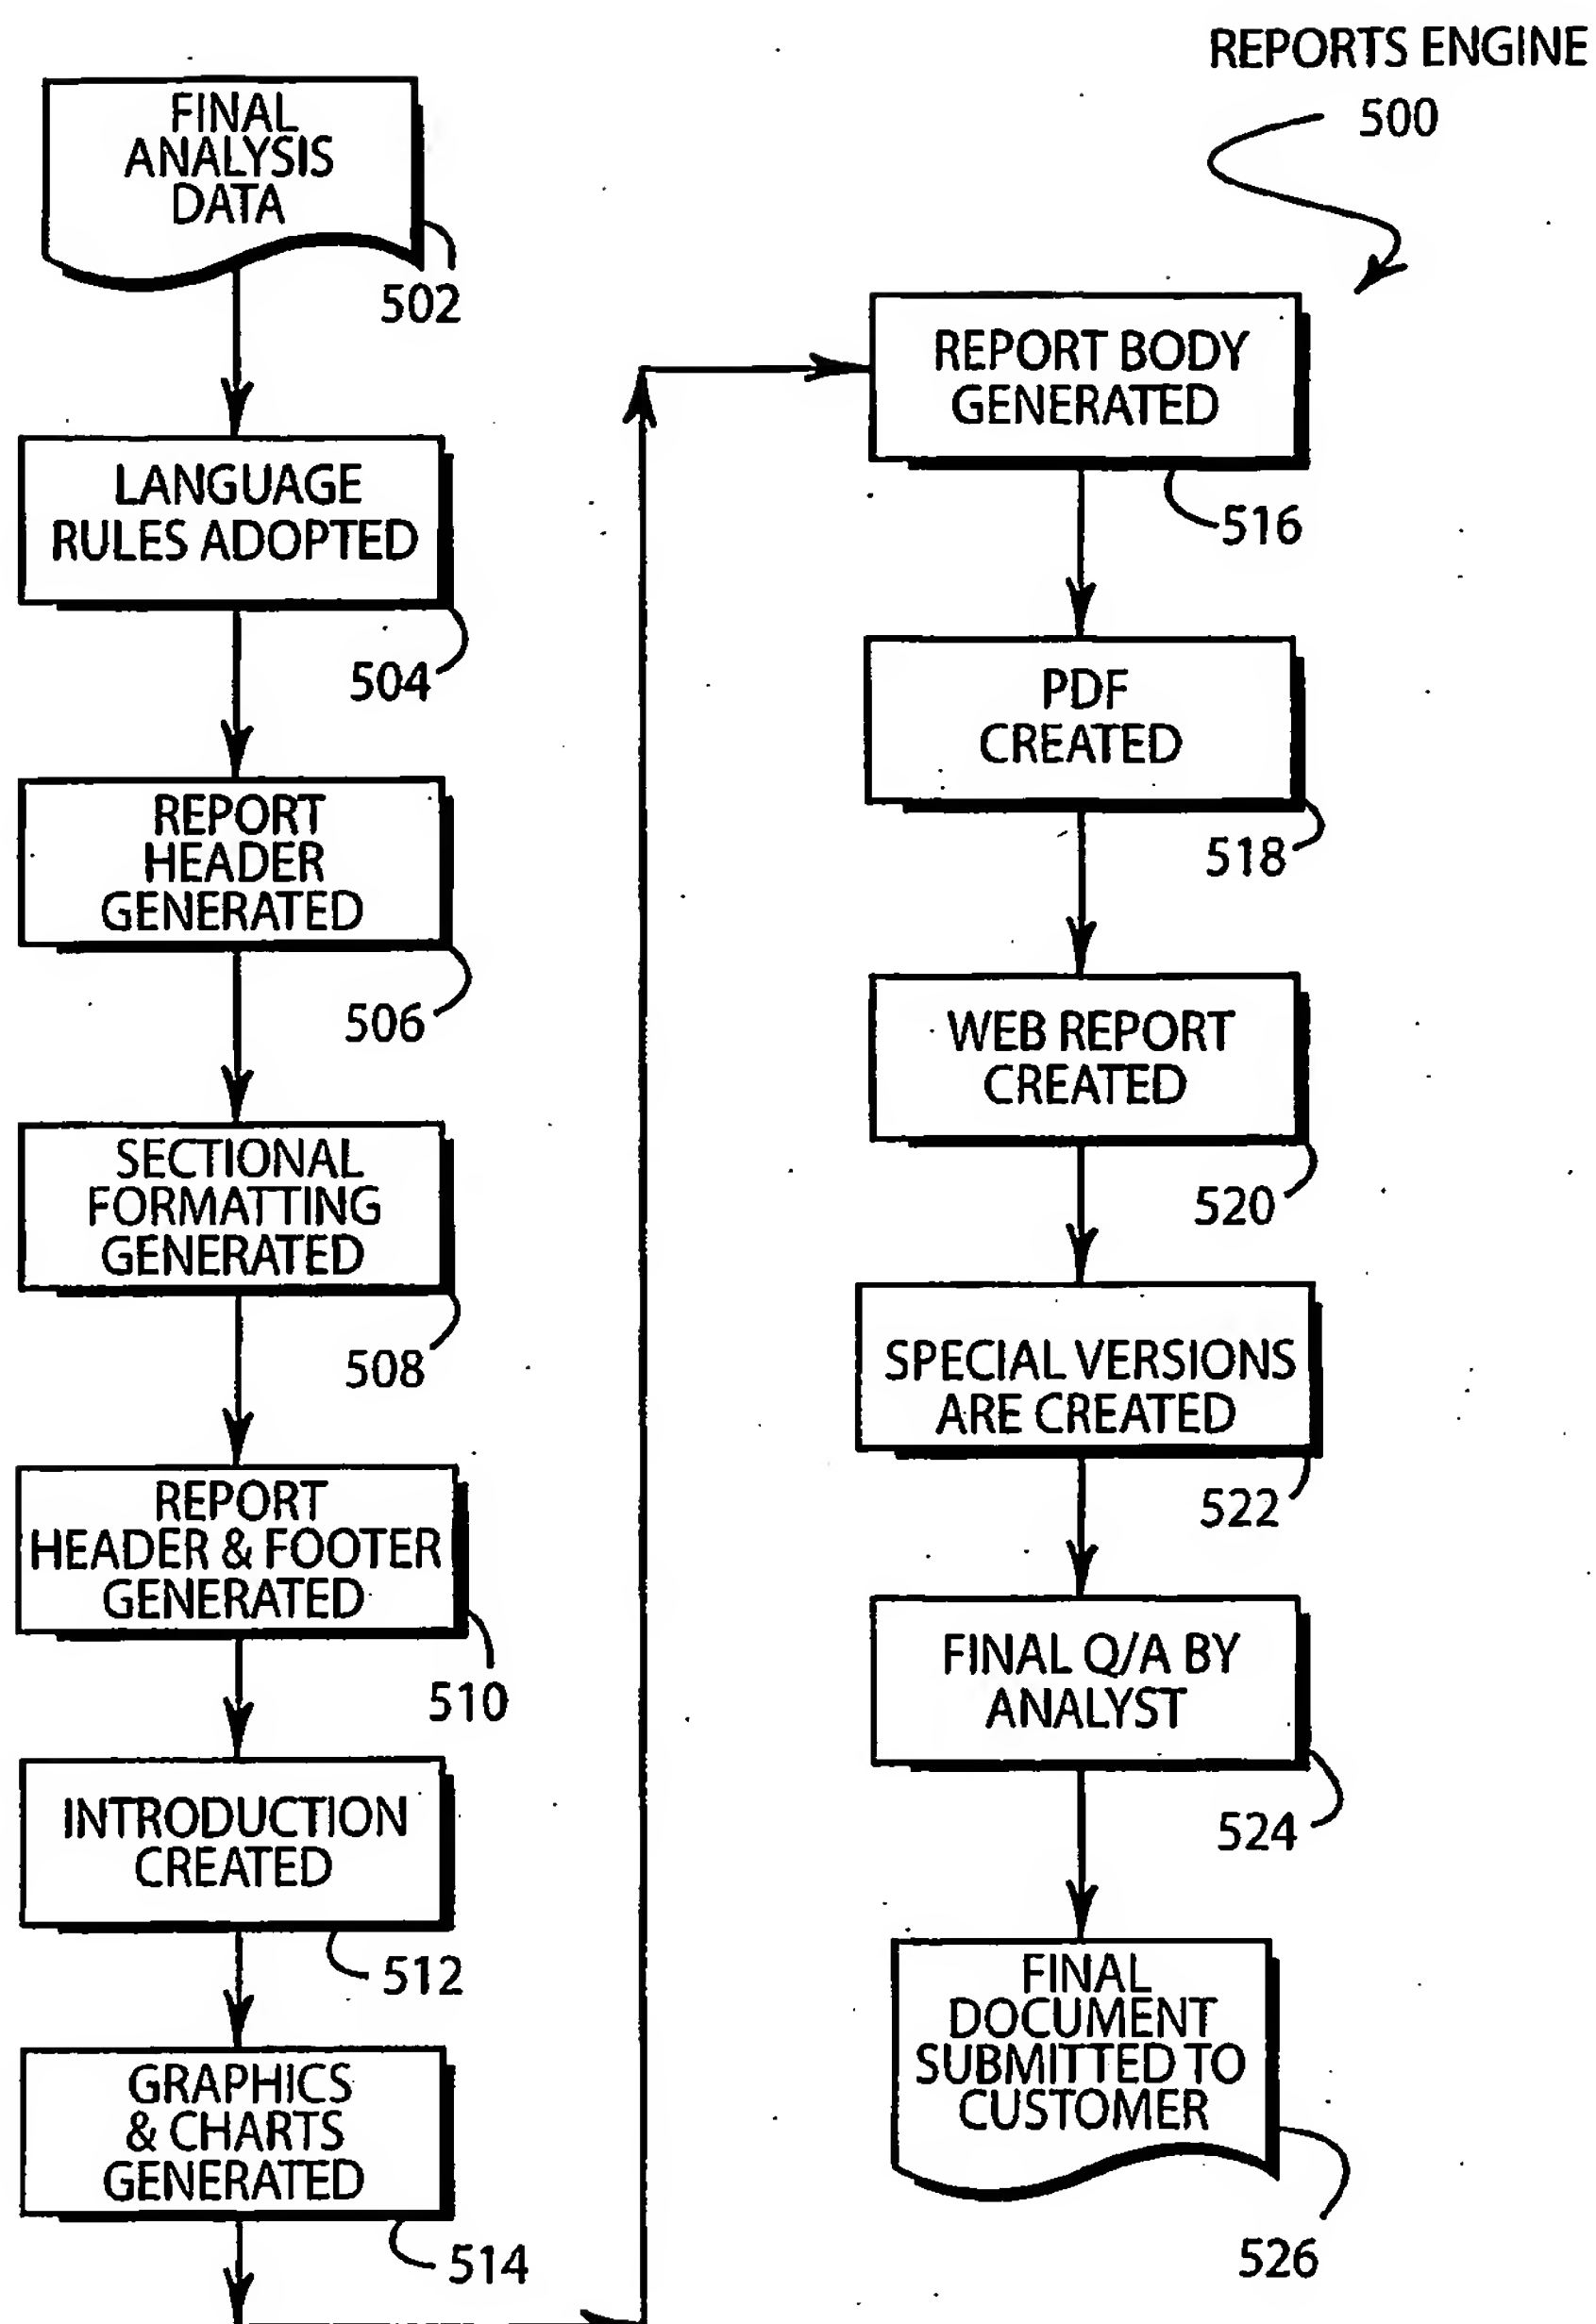 REPORTS ENGINE
500
FINAL
ANALYSIS
DATA
502
LANGUAGE
RULES ADOPTED
504
REPORT
HEADER
GENERATED
506
SECTIONAL
FORMATTING
GENERATED
508
REPORT
HEADER & FOOTER
GENERATED
510
INTRODUCTION
CREATED
512
GRAPHICS
& CHARTS
GENERATED
514
REPORT BODY
GENERATED
516
PDF
CREATED
518
WEB REPORT
CREATED
520
SPECIAL VERSIONS
ARE CREATED
522
FINAL Q/A BY
ANALYST
524
FINAL
DOCUMENT
SUBMITTED TO
CUSTOMER
526